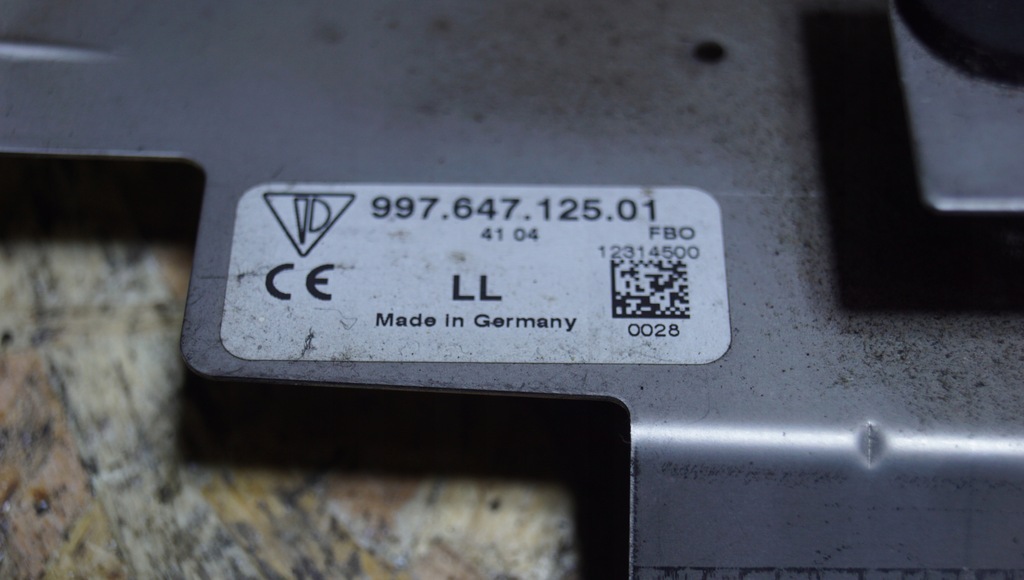 997.647.125.01
41 04
FBO
12314500
CE
LL
Made in Germany
0028